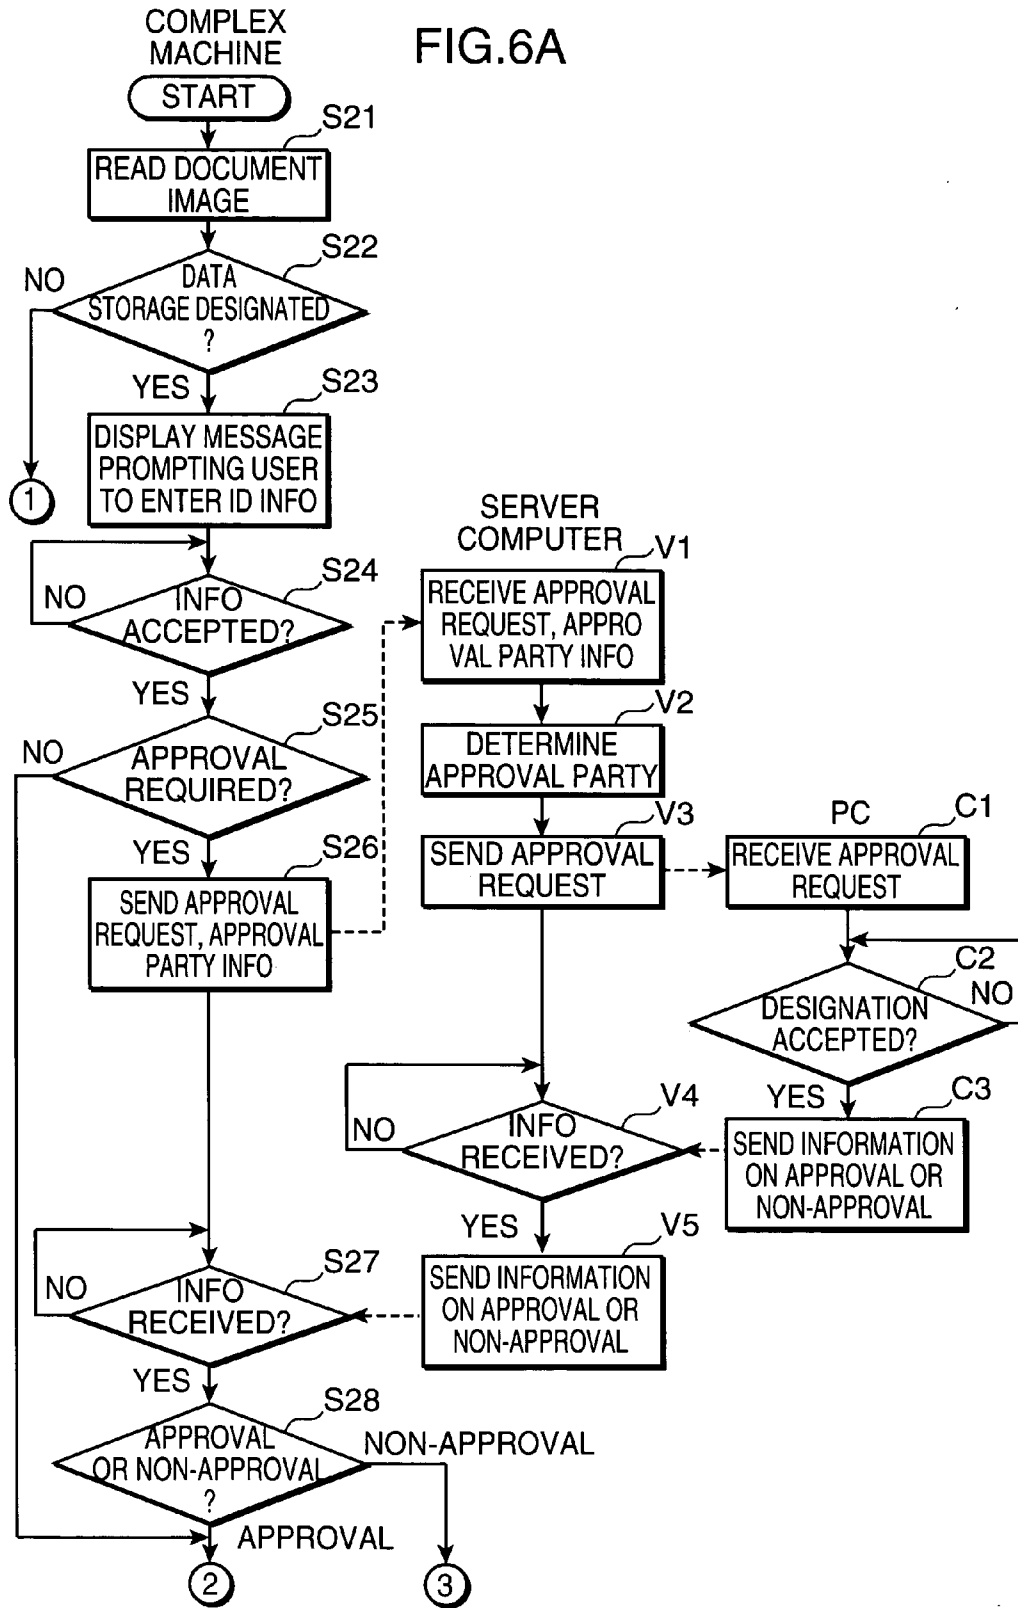 FIG.6A
COMPLEX
MACHINE
START
S21
READ DOCUMENT
IMAGE
S22
NO
DATA
STORAGE DESIGNATED
?
YES
S23
DISPLAY MESSAGE
PROMPTING USER
TO ENTER ID INFO
1
S24
NO
INFO
ACCEPTED?
YES
S25
NO
APPROVAL
REQUIRED?
YES
S26
SEND APPROVAL
REQUEST, APPROVAL
PARTY INFO
SERVER
COMPUTER
V1
RECEIVE APPROVAL
REQUEST, APPRO
VAL PARTY INFO
V2
DETERMINE
APPROVAL PARTY
V3
SEND APPROVAL
REQUEST
PC
C1
RECEIVE APPROVAL
REQUEST
C2
DESIGNATION
ACCEPTED?
NO
YES
C3
SEND INFORMATION
ON APPROVAL OR
NON-APPROVAL
V4
NO
INFO
RECEIVED?
YES
V5
SEND INFORMATION
ON APPROVAL OR
NON-APPROVAL
S27
NO
INFO
RECEIVED?
YES
S28
APPROVAL
OR NON-APPROVAL
?
NON-APPROVAL
APPROVAL
2
3